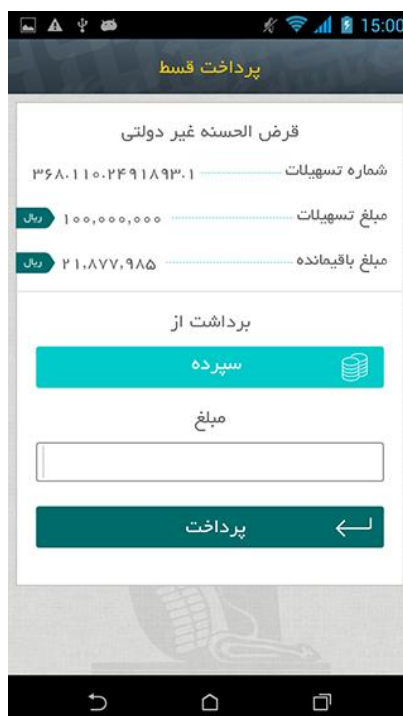 15:00
پرداخت قسط
قرض الحسنه غیر دولتی
شماره تسهیلات ۳۶۸.۱۱۰.۲۴۹۱۸۹۳.۱
مبلغ تسهیلات ۱۰۰,۰۰۰,۰۰۰ ریال
مبلغ باقیمانده ۲۱,۸۷۷,۹۸۵ ریال
برداشت از
سپرده
مبلغ
پرداخت